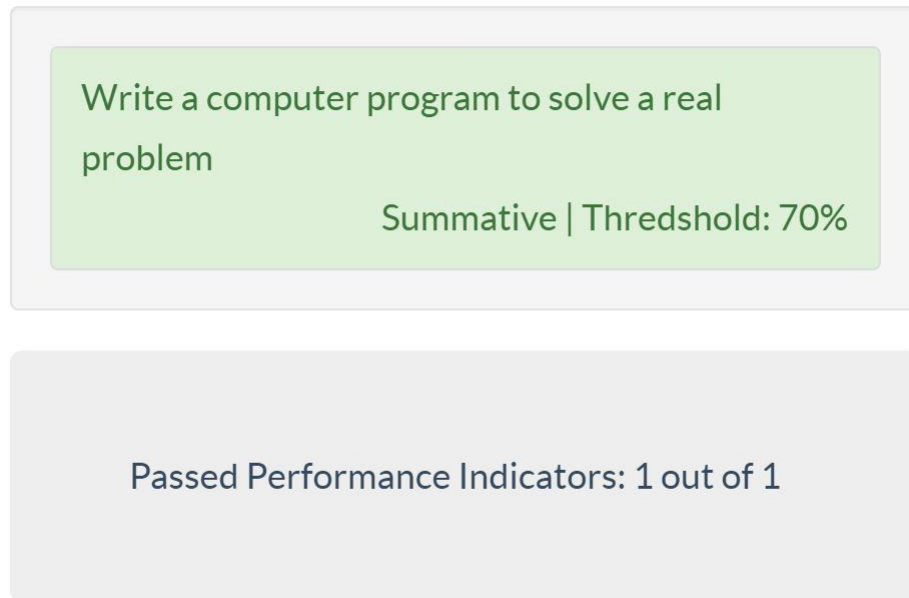 Write a computer program to solve a real
problem
Summative | Thredshold: 70%
Passed Performance Indicators: 1 out of 1